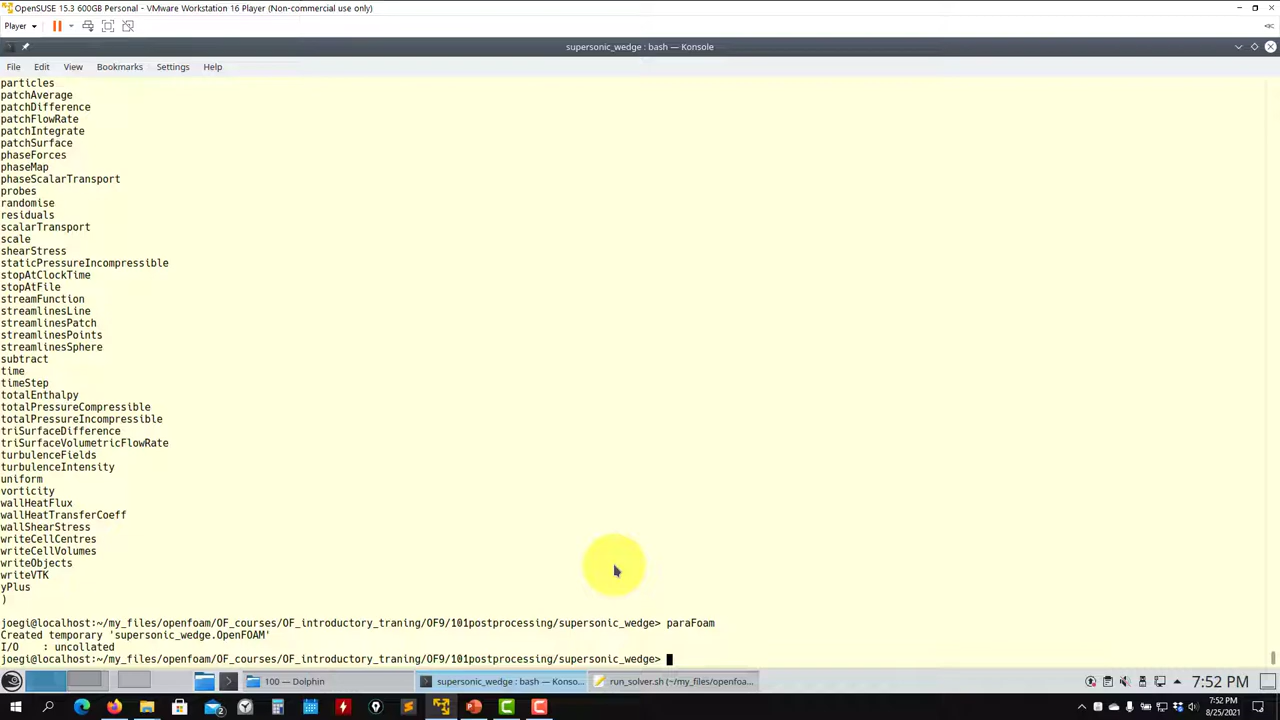 OpenSUSE 15.3 600GB Personal - VMware Workstation 16 Player (Non-commercial use only)
Player
supersonic_wedge : bash — Konsole
File Edit View Bookmarks Settings Help
particles
patchAverage
patchDifference
patchFlowRate
patchIntegrate
patchSurface
phaseForces
phaseMap
phaseScalarTransport
probes
randomise
residuals
scalarTransport
scale
shearStress
staticPressureIncompressible
stopAtClockTime
stopAtFile
streamFunction
streamlinesLine
streamlinesPatch
streamlinesPoints
streamlinesSphere
subtract
time
timeStep
totalEnthalpy
totalPressureCompressible
totalPressureIncompressible
triSurfaceDifference
triSurfaceVolumetricFlowRate
turbulenceFields
turbulenceIntensity
uniform
vorticity
wallHeatFlux
wallHeatTransferCoeff
wallShearStress
writeCellCentres
writeCellVolumes
writeObjects
writeVTK
yPlus
)
joegi@localhost:~/my_files/openfoam/OF_courses/OF_introductory_traning/OF9/101postprocessing/supersonic_wedge> paraFoam
Created temporary 'supersonic_wedge.OpenFOAM'
I/O    : uncollated
joegi@localhost:~/my_files/openfoam/OF_courses/OF_introductory_traning/OF9/101postprocessing/supersonic_wedge>
100 — Dolphin
supersonic_wedge : bash — Konso...
run_solver.sh (~/my_files/openfoa...
7:52 PM
7:52 PM
8/25/2021